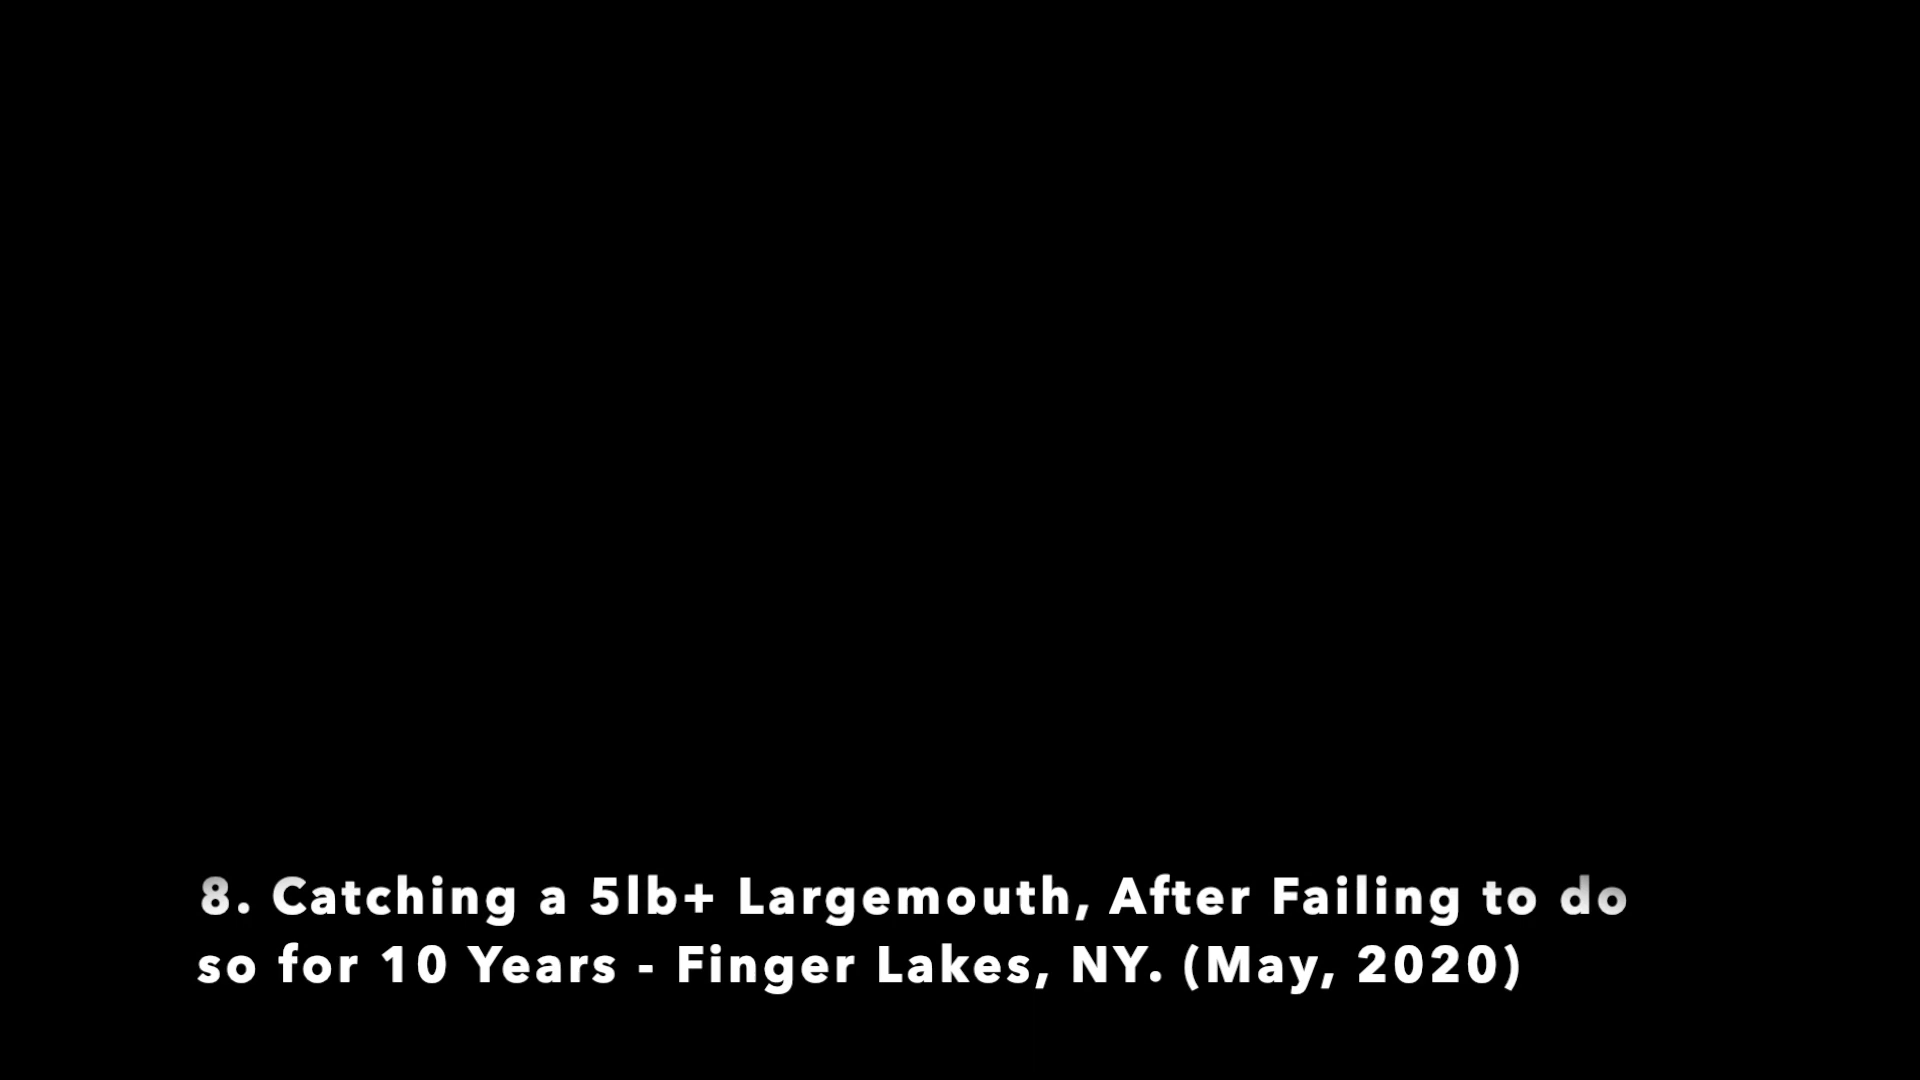 8. Catching a 5lb+ Largemouth, After Failing to do
so for 10 Years - Finger Lakes, NY. (May, 2020)